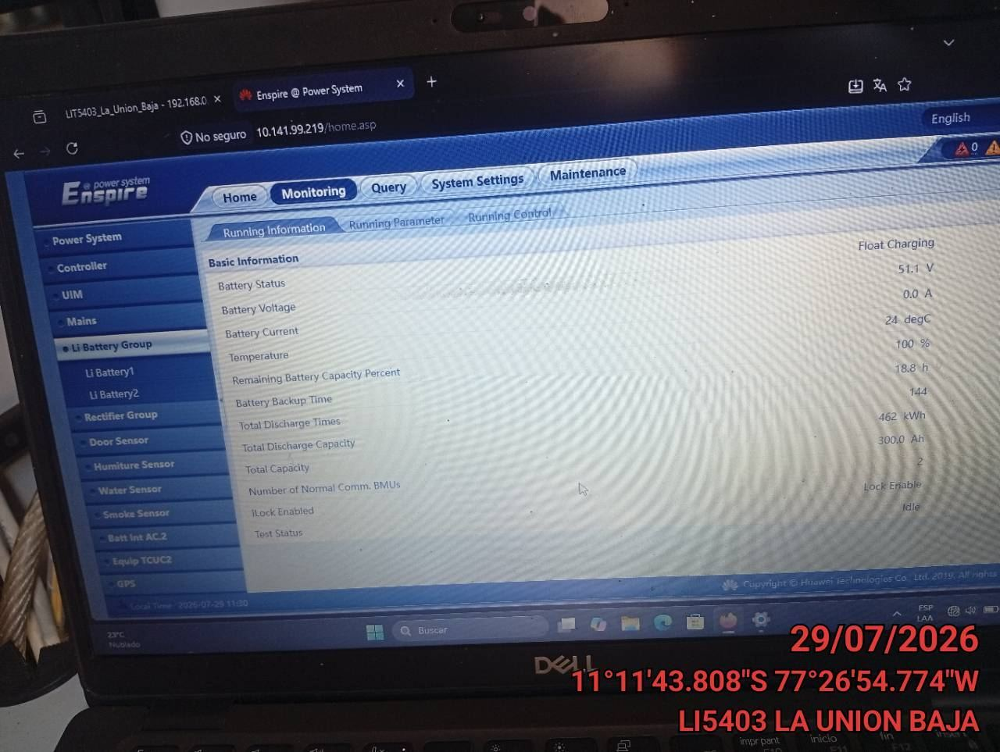 LIT5403_La_Union_Baja - 192.168.0
Enspire @ Power System
No seguro 10.141.99.219/home.asp
English
0
Enspire @ power system
Home Monitoring Query System Settings Maintenance
Running Information Running Parameter Running Control
Power System
Controller
UIM
Mains
Li Battery Group
Li Battery1
Li Battery2
Rectifier Group
Door Sensor
Humiture Sensor
Water Sensor
Smoke Sensor
Batt Int AC.2
Equip TCUC2
GPS
Basic Information
Battery Status Float Charging
Battery Voltage 51.1 V
Battery Current 0.0 A
Temperature 24 degC
Remaining Battery Capacity Percent 100 %
Battery Backup Time 18.8 h
Total Discharge Times 144
Total Discharge Capacity 462 kWh
Total Capacity 300.0 Ah
Number of Normal Comm. BMUs 2
iLock Enabled Lock Enable
Test Status Idle
Copyright © Huawei Technologies Co., Ltd. 2019. All rights
Local Time
23°C
Nublado
Buscar
ESP
LAA
DELL
29/07/2026
11°11'43.808"S 77°26'54.774"W
LI5403 LA UNION BAJA
impr pant inicio fin
F11 F12